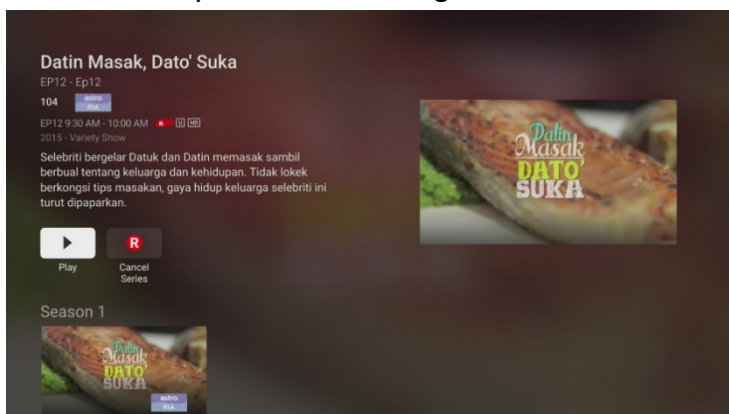 Datin Masak, Dato' Suka
EP12 - Ep12
104 astro
RIA
EP12 9:30 AM - 10:00 AM R U HD
2015 - Variety Show
Selebriti bergelar Datuk dan Datin memasak sambil
berbual tentang keluarga dan kehidupan. Tidak lokek
berkongsi tips masakan, gaya hidup keluarga selebriti ini
turut dipaparkan.
R
Play
Cancel
Series
Datin
Masak
DATO'
SUKA
Season 1
Datin
Masak
DATO'
SUKA
astro
RIA